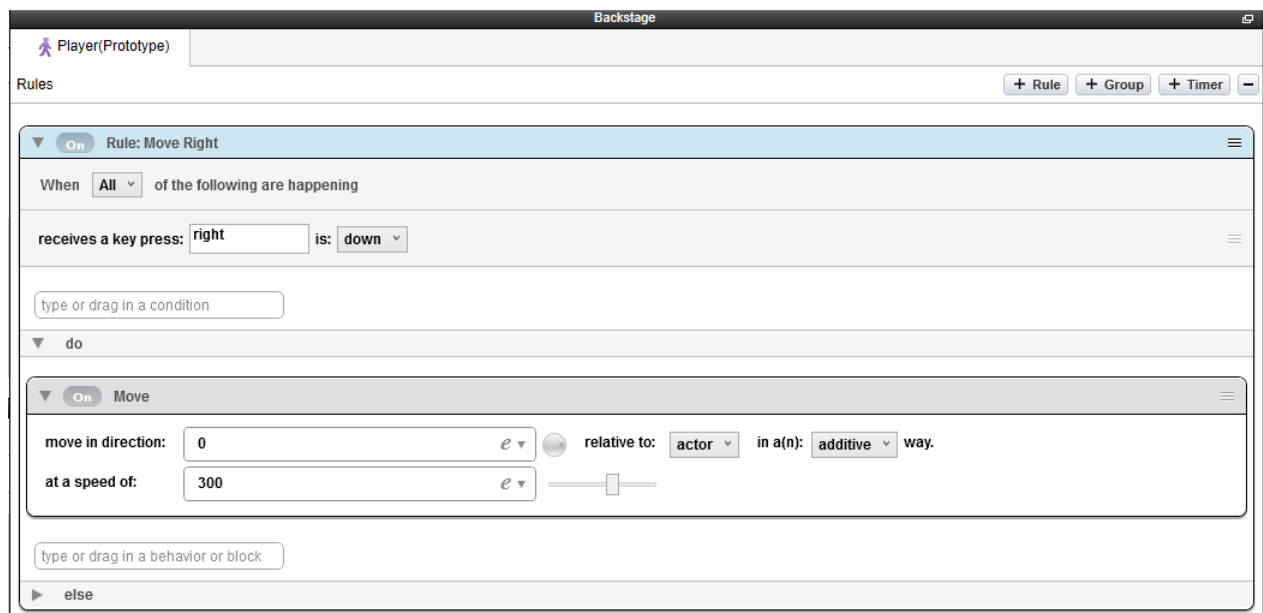 Backstage
Player(Prototype)
Rules + Rule + Group + Timer
On Rule: Move Right
When All of the following are happening
receives a key press: right is: down
type or drag in a condition
do
On Move
move in direction: 0 e relative to: actor in a(n): additive way.
at a speed of: 300 e
type or drag in a behavior or block
else